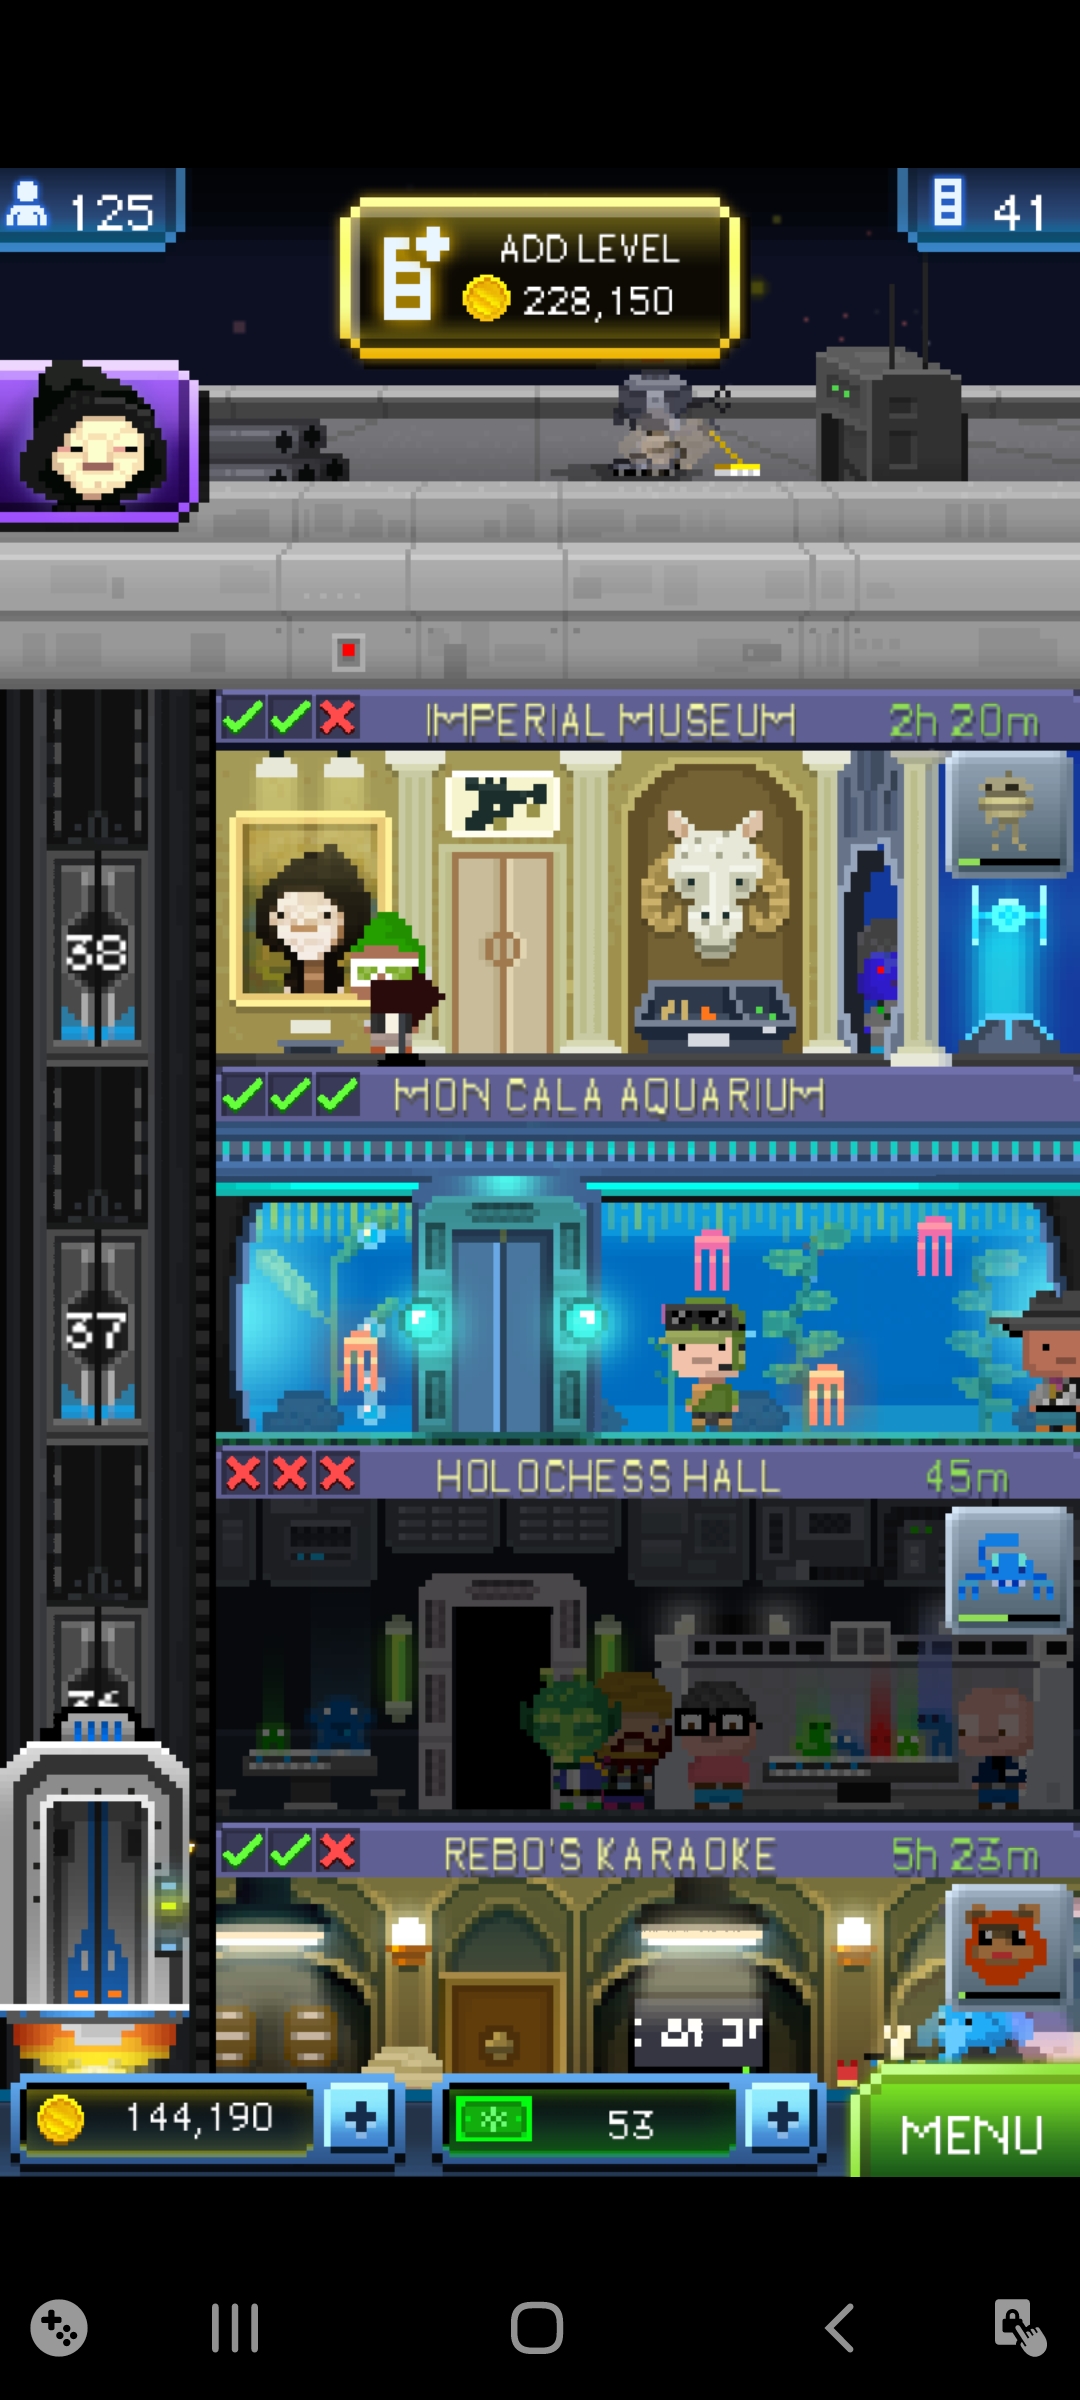 125
ADD LEVEL
228,150
41
IMPERIAL MUSEUM 2h 20m
38
MON CALA AQUARIUM
37
HOLOCHESS HALL 45m
36
REBO'S KARAOKE 5h 23m
144,190
53
MENU